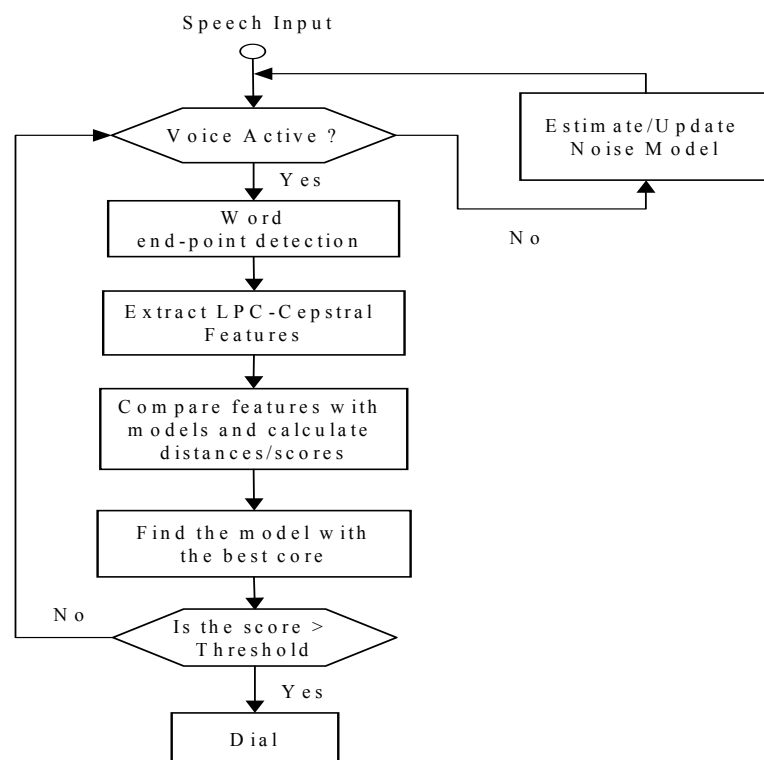 Speech Input
Voice Active ?
Estimate/Update
Noise Model
Yes
No
Word
end-point detection
Extract LPC-Cepstral
Features
Compare features with
models and calculate
distances/scores
Find the model with
the best core
No
Is the score >
Threshold
Yes
Dial